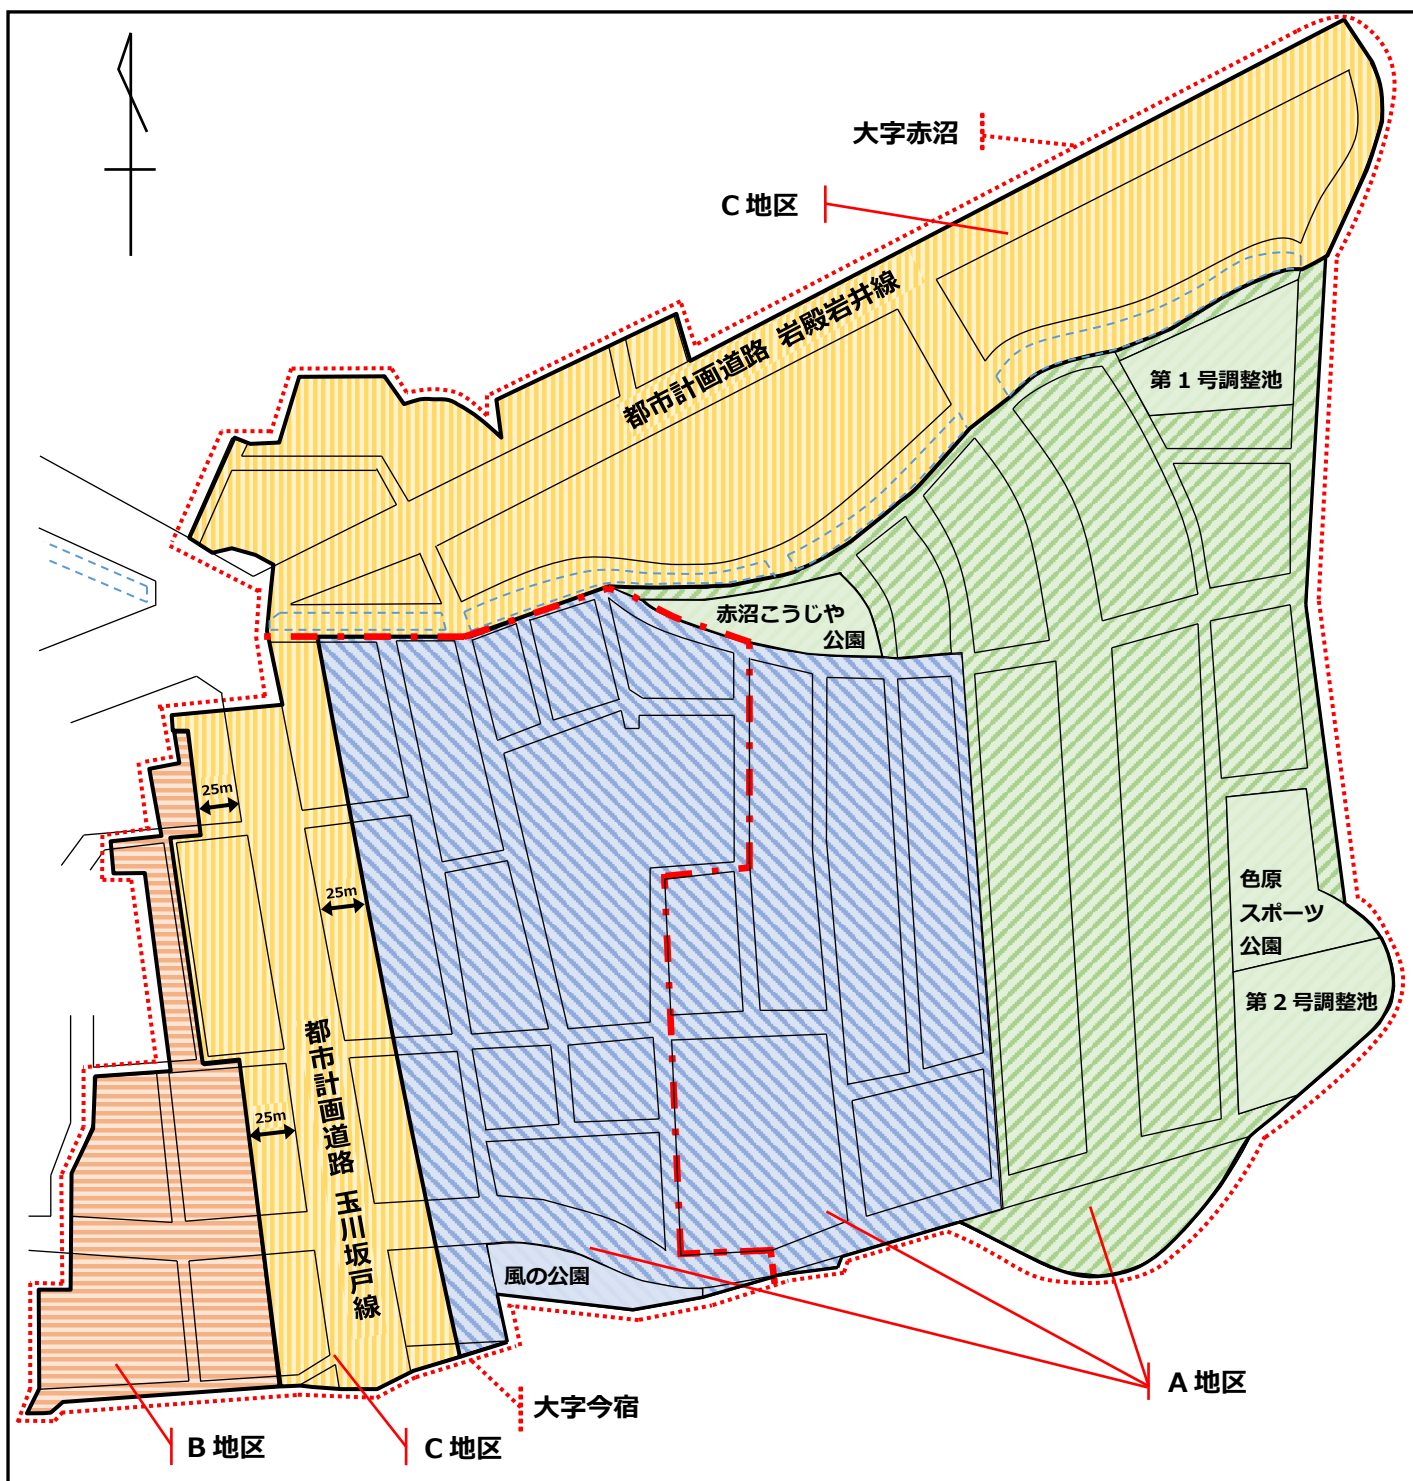 大字赤沼
C 地区
都市計画道路 岩殿岩井線
第 1 号調整池
赤沼こうじや
公園
25m
25m
色原
スポーツ
公園
第 2 号調整池
都市計画道路 玉川坂戸線
25m
風の公園
A 地区
大字今宿
B 地区
C 地区